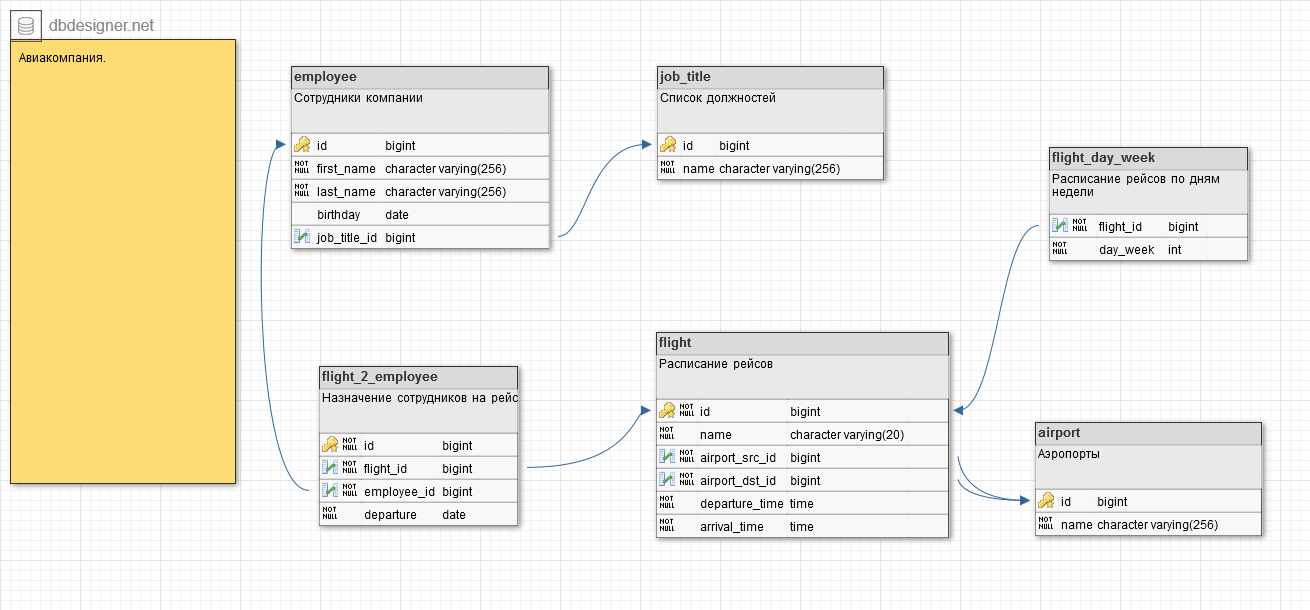 dbdesigner.net
Авиакомпания.
employee
Сотрудники компании
id bigint
NOT NULL first_name character varying(256)
NOT NULL last_name character varying(256)
birthday date
job_title_id bigint
job_title
Список должностей
id bigint
NOT NULL name character varying(256)
flight_day_week
Расписание рейсов по дням
недели
NOT NULL flight_id bigint
NOT NULL day_week int
flight_2_employee
Назначение сотрудников на рейс
NOT NULL id bigint
NOT NULL flight_id bigint
NOT NULL employee_id bigint
NOT NULL departure date
flight
Расписание рейсов
NOT NULL id bigint
NOT NULL name character varying(20)
NOT NULL airport_src_id bigint
NOT NULL airport_dst_id bigint
NOT NULL departure_time time
NOT NULL arrival_time time
airport
Аэропорты
id bigint
NOT NULL name character varying(256)